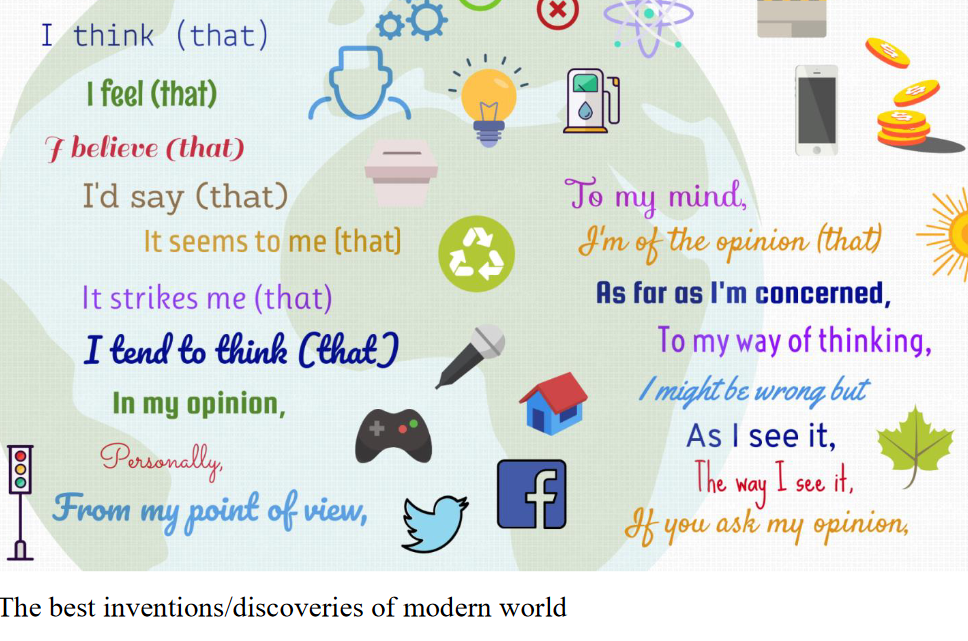 I think (that)
I feel (that)
I believe (that)
I'd say (that)
It seems to me (that)
It strikes me (that)
I tend to think (that)
In my opinion,
Personally,
From my point of view,
To my mind,
I'm of the opinion (that)
As far as I'm concerned,
To my way of thinking,
I might be wrong but
As I see it,
The way I see it,
If you ask my opinion,
The best inventions/discoveries of modern world